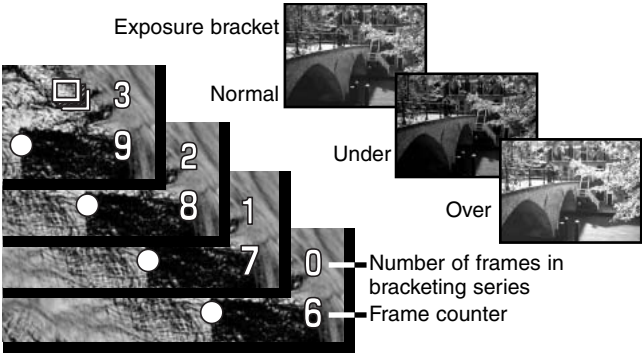 Exposure bracket
Normal
Under
Over
3
9
2
8
1
7
0
6
Number of frames in
bracketing series
Frame counter